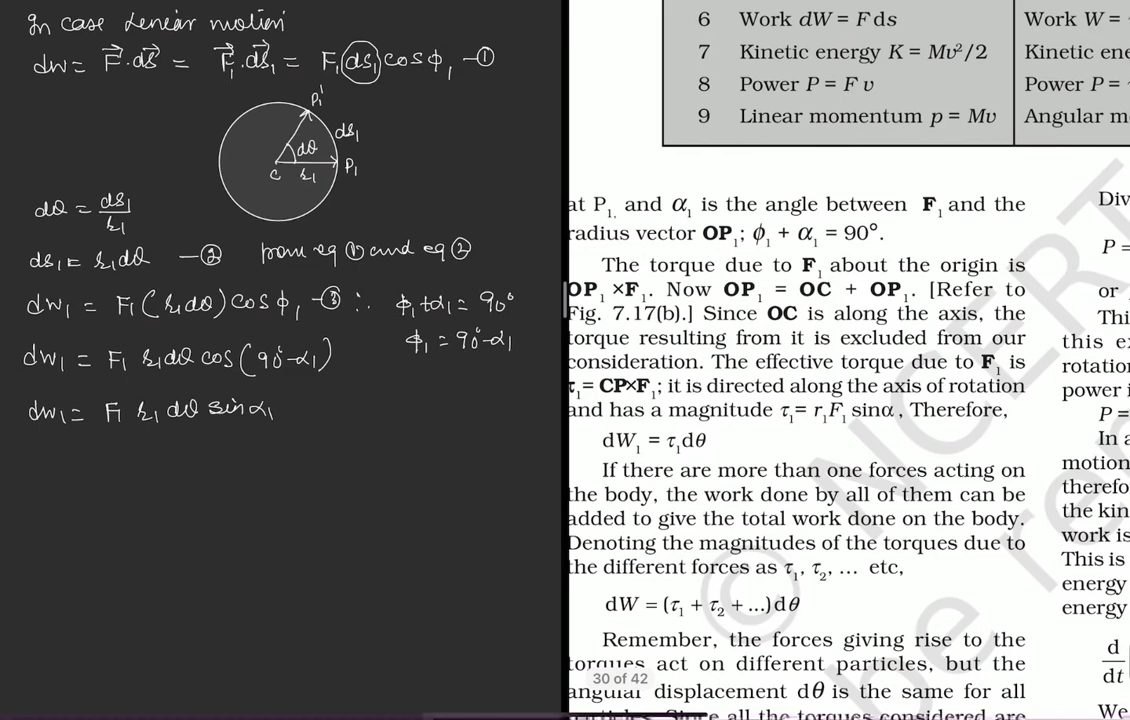 In case Lenear motion
dw = F⃗.ds⃗ = F⃗₁.ds⃗₁ = F₁(ds₁)cosϕ₁ —①
P₁'
ds₁
dθ
C r₁ P₁
dθ = ds₁/r₁
ds₁ = r₁dθ —② from eq ① and eq ②
dw₁ = F₁(r₁dθ)cosϕ₁ —③ ∴ ϕ₁+α₁ = 90°
ϕ₁ = 90°-α₁
dw₁ = F₁ r₁dθ cos(90°-α₁)
dw₁ = F₁ r₁ dθ sinα₁
6 Work dW = F ds Work W =
7 Kinetic energy K = Mv²/2 Kinetic ene
8 Power P = F v Power P =
9 Linear momentum p = Mv Angular m
at P₁, and α₁ is the angle between F₁ and the
radius vector OP₁; ϕ₁ + α₁ = 90°.
The torque due to F₁ about the origin is
OP₁ ×F₁. Now OP₁ = OC + OP₁. [Refer to
Fig. 7.17(b).] Since OC is along the axis, the
torque resulting from it is excluded from our
consideration. The effective torque due to F₁ is
τ₁= CP×F₁; it is directed along the axis of rotation
and has a magnitude τ₁= r₁F₁ sinα, Therefore,
dW₁ = τ₁dθ
If there are more than one forces acting on
the body, the work done by all of them can be
added to give the total work done on the body.
Denoting the magnitudes of the torques due to
the different forces as τ₁, τ₂, … etc,
dW = (τ₁ + τ₂ + ...)dθ
Remember, the forces giving rise to the
torques act on different particles, but the
30 of 42
angular displacement dθ is the same for all
all the torques considered are
Div
P =
or
Thi
this ex
rotation
power i
P =
In a
motion
therefo
the kin
work is
This is
energy
energy
d
dt
We
© NCERT
be re